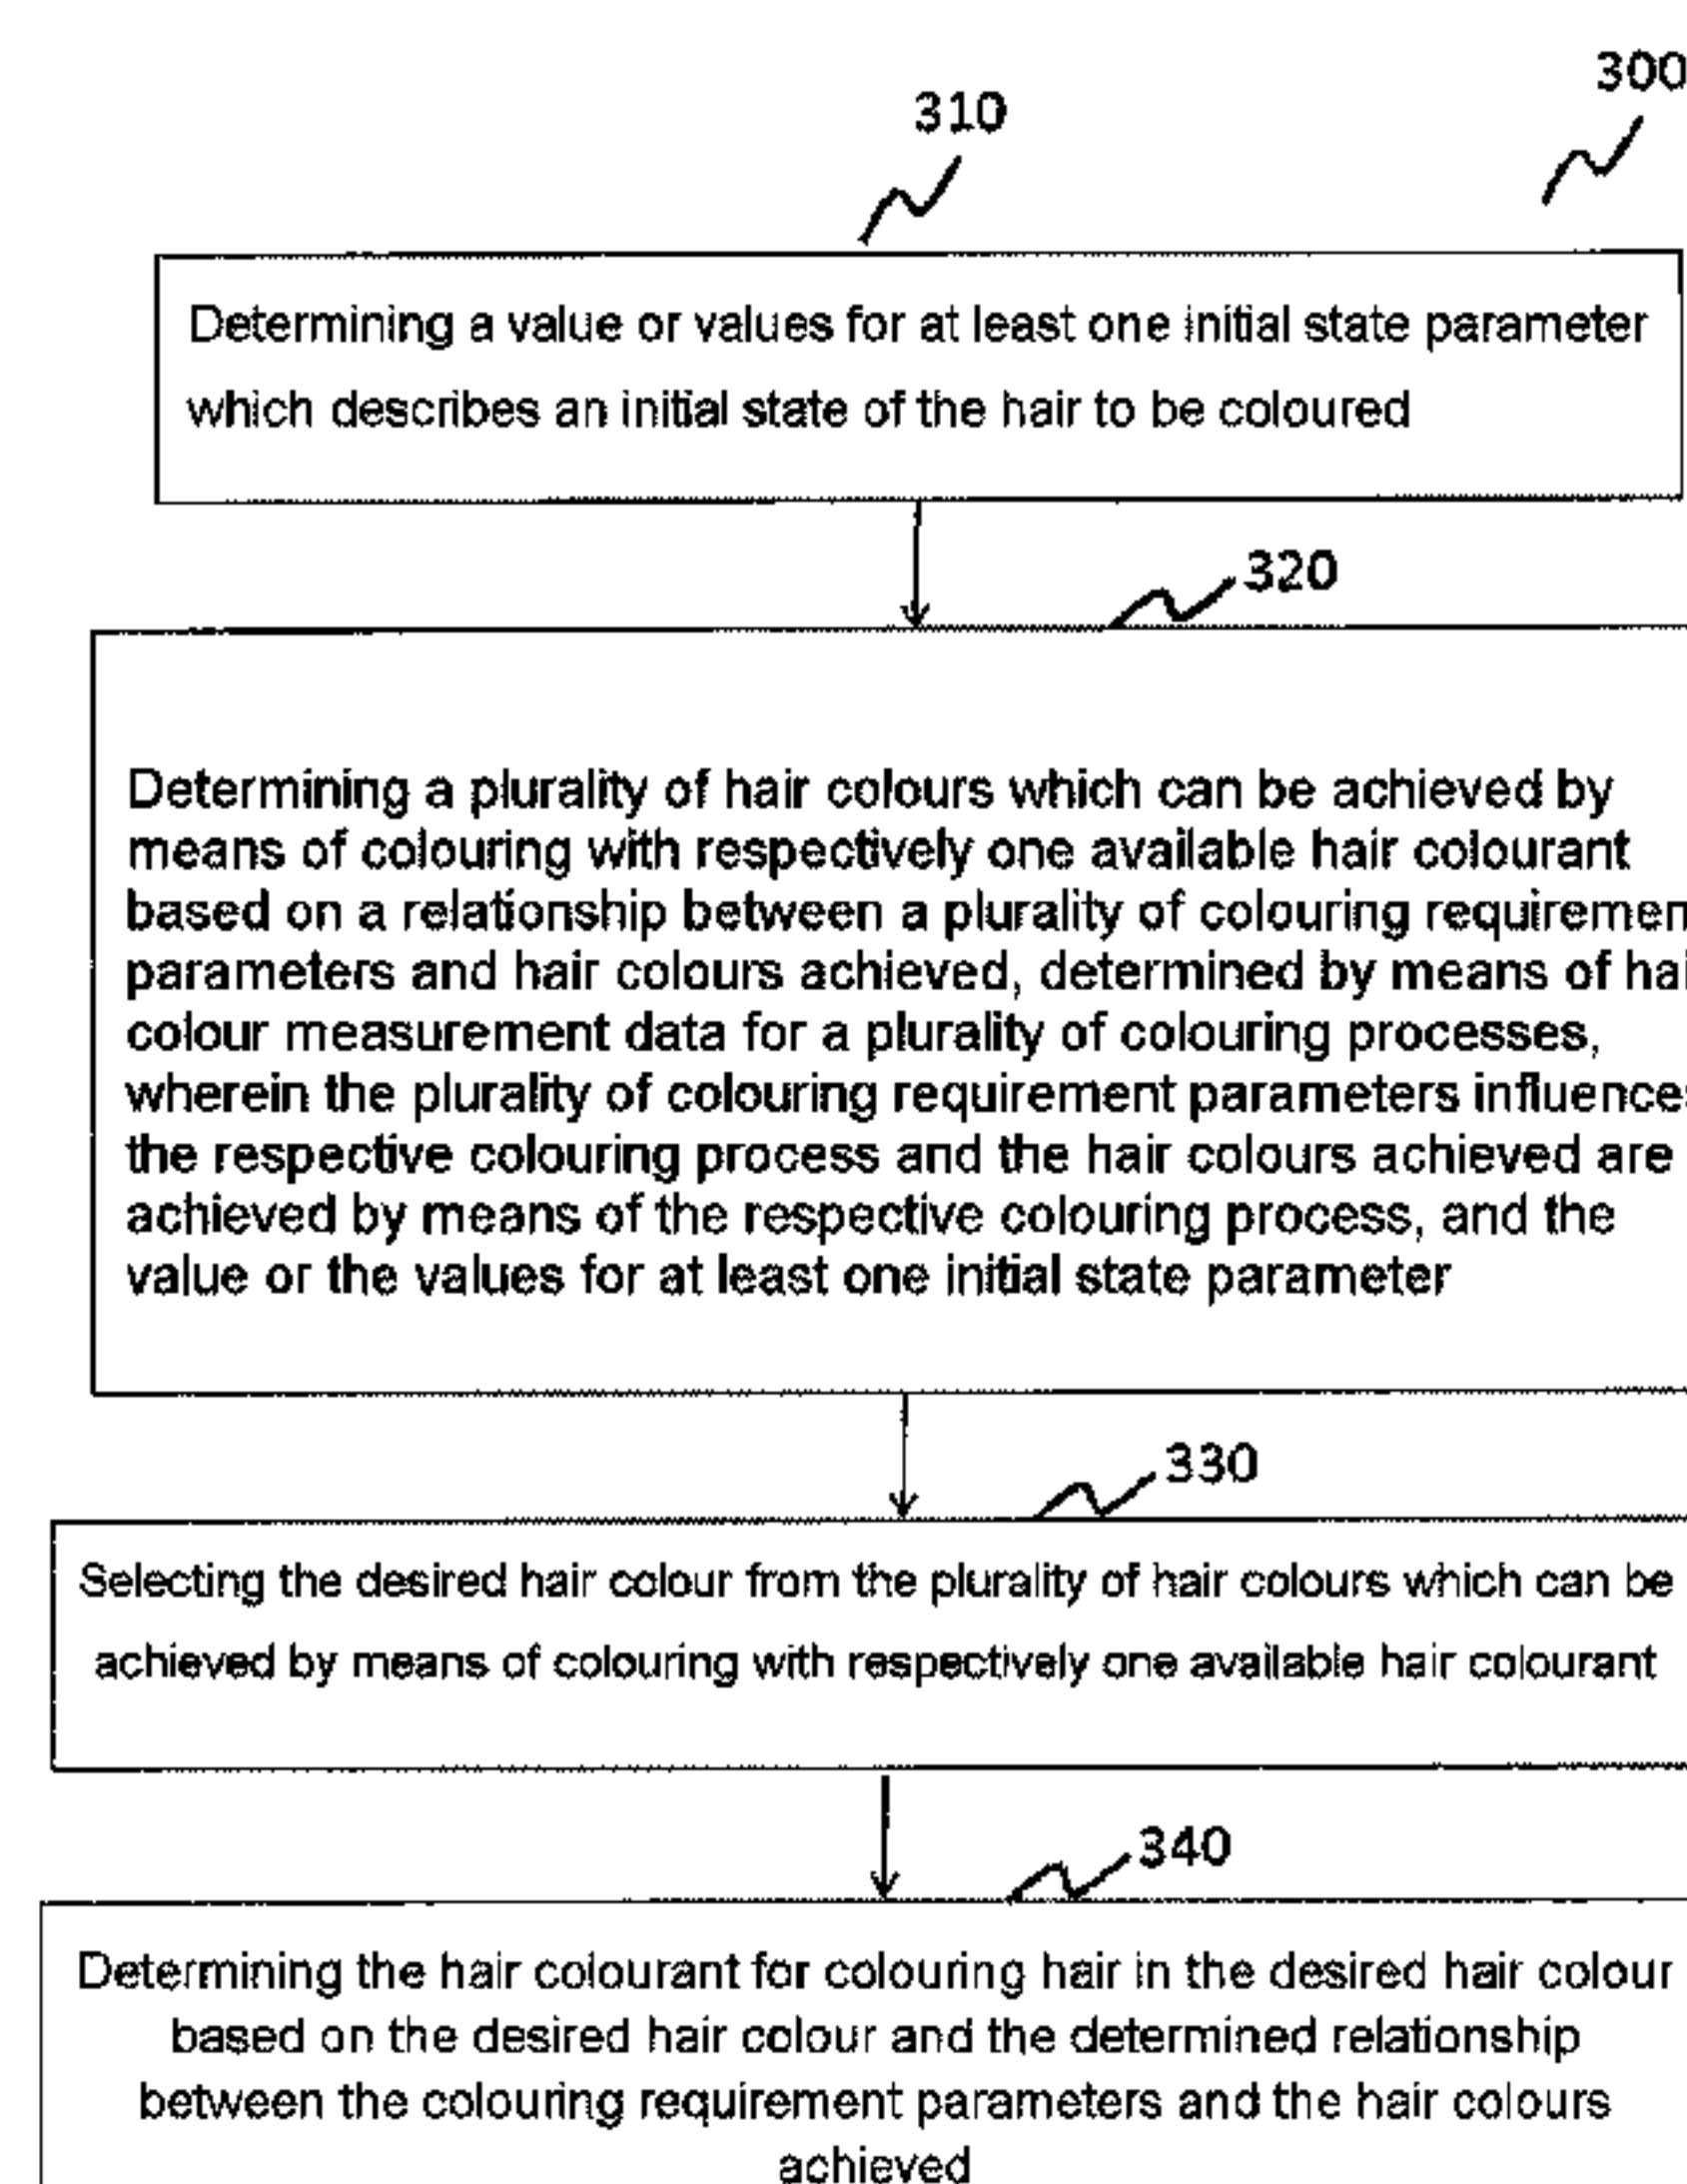 300
310
Determining a value or values for at least one initial state parameter
which describes an initial state of the hair to be coloured
320
Determining a plurality of hair colours which can be achieved by
means of colouring with respectively one available hair colourant
based on a relationship between a plurality of colouring requiremen
parameters and hair colours achieved, determined by means of hai
colour measurement data for a plurality of colouring processes,
wherein the plurality of colouring requirement parameters influences
the respective colouring process and the hair colours achieved are
achieved by means of the respective colouring process, and the
value or the values for at least one initial state parameter
330
Selecting the desired hair colour from the plurality of hair colours which can be
achieved by means of colouring with respectively one available hair colourant
340
Determining the hair colourant for colouring hair in the desired hair colour
based on the desired hair colour and the determined relationship
between the colouring requirement parameters and the hair colours
achieved